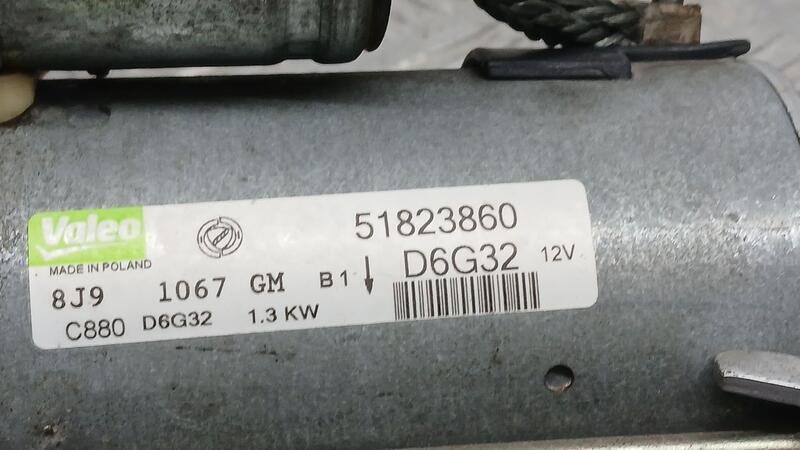 Valeo
51823860
MADE IN POLAND
D6G32 12V
8J9 1067 GM B1
C880 D6G32 1.3 KW